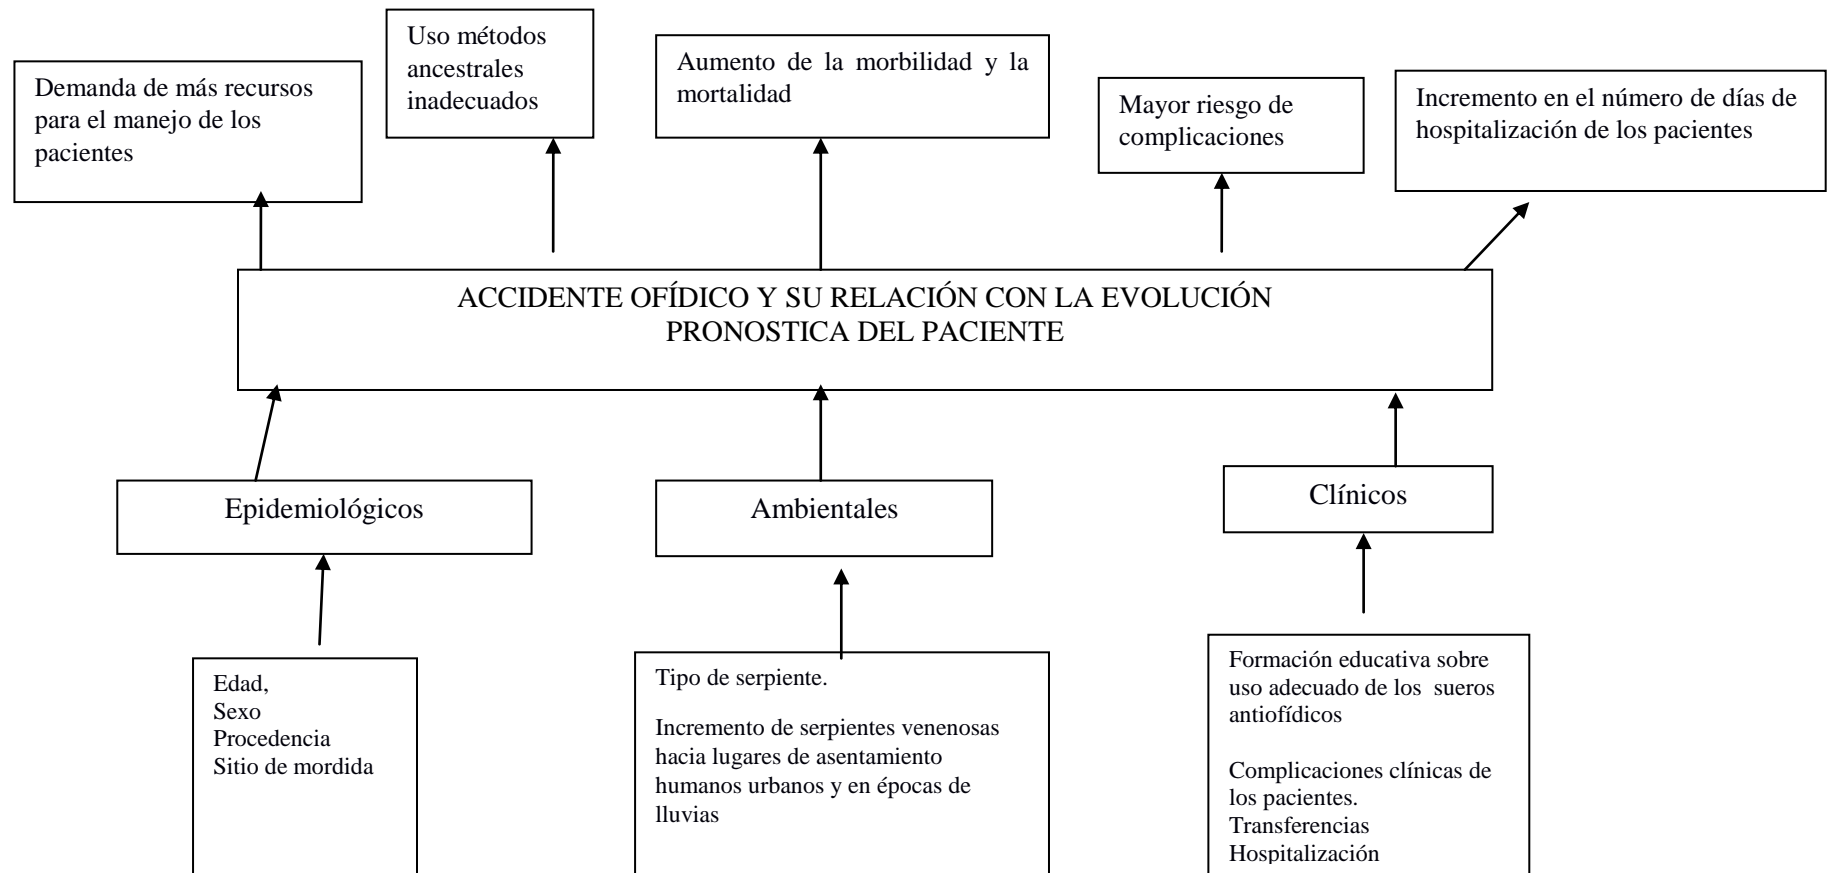 Demanda de más recursos
para el manejo de los
pacientes
Uso métodos
ancestrales
inadecuados
Aumento de la morbilidad y la
mortalidad
Mayor riesgo de
complicaciones
Incremento en el número de días de
hospitalización de los pacientes
ACCIDENTE OFÍDICO Y SU RELACIÓN CON LA EVOLUCIÓN
PRONOSTICA DEL PACIENTE
Epidemiológicos
Ambientales
Clínicos
Edad,
Sexo
Procedencia
Sitio de mordida
Tipo de serpiente.
Incremento de serpientes venenosas
hacia lugares de asentamiento
humanos urbanos y en épocas de
lluvias
Formación educativa sobre
uso adecuado de los sueros
antiofídicos
Complicaciones clínicas de
los pacientes.
Transferencias
Hospitalización